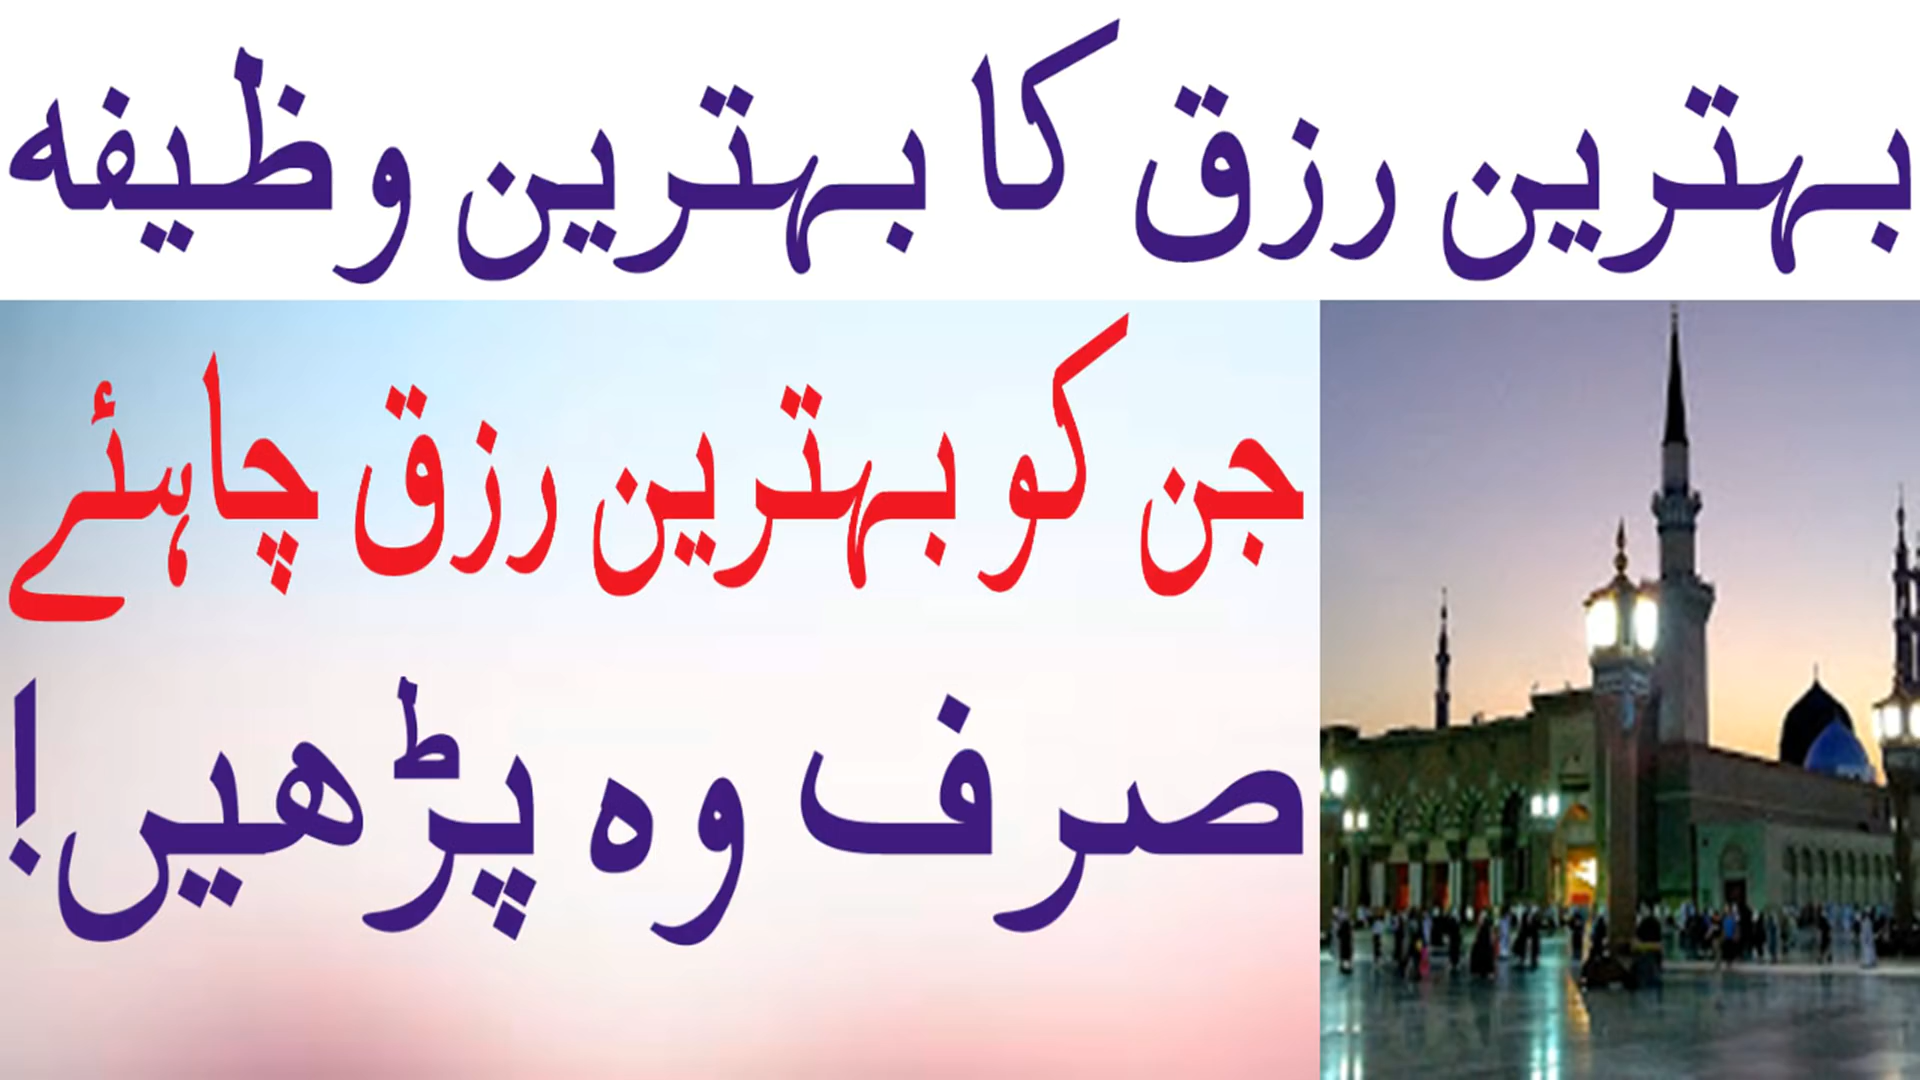 بہترین رزق کا بہترین وظیفہ
جن کو بہترین رزق چاہئے
صرف وہ پڑھیں!